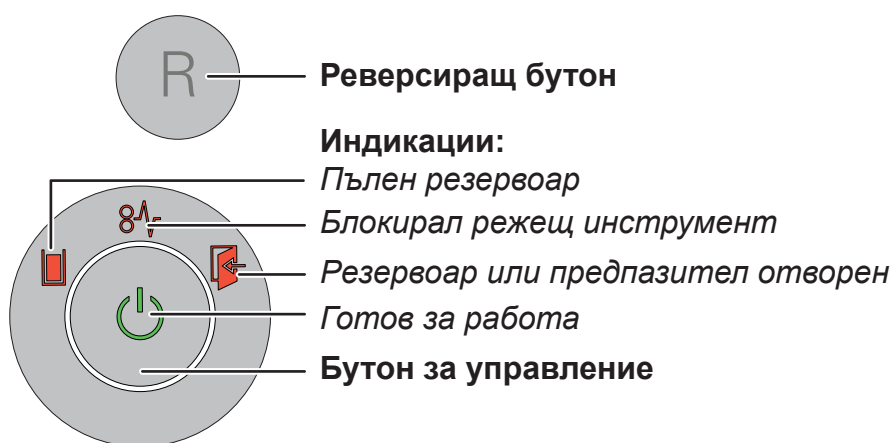 R
Реверсиращ бутон
Индикации:
Пълен резервоар
Блокирал режещ инструмент
Резервоар или предпазител отворен
Готов за работа
Бутон за управление